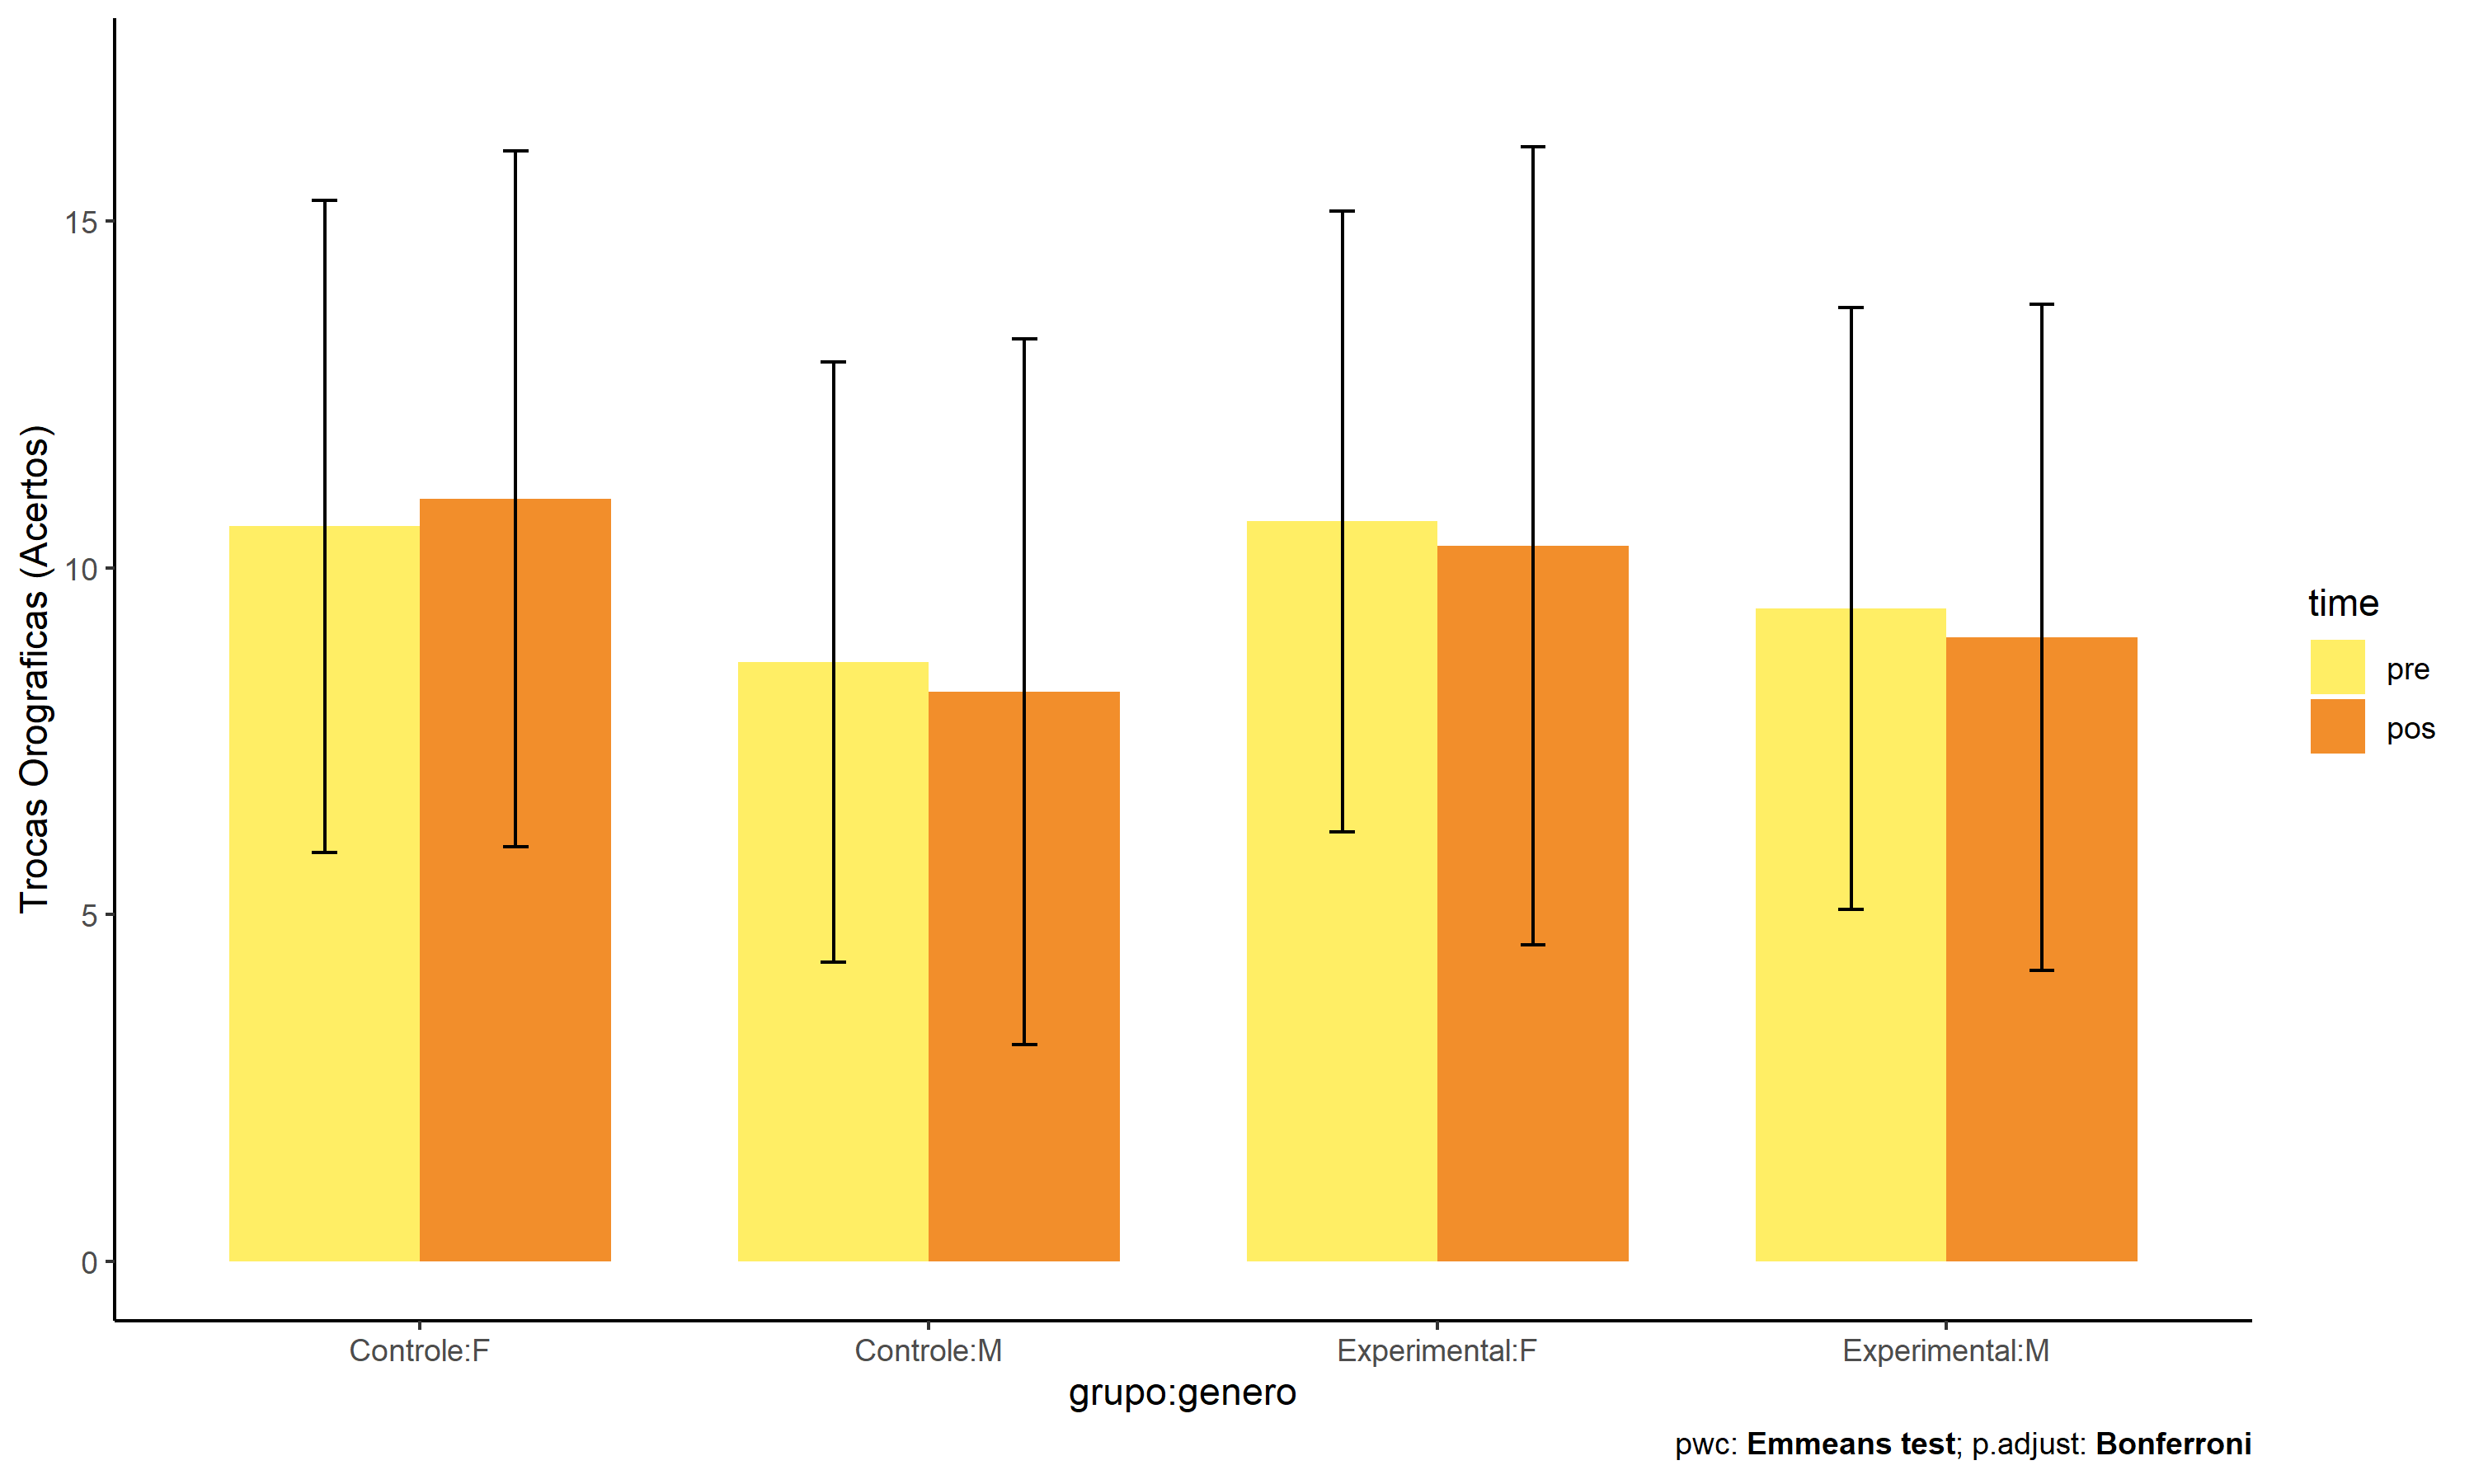 Trocas Orograficas (Acertos)
15
10
5
0
Controle:F
Controle:M
Experimental:F
Experimental:M
grupo:genero
time
pre
pos
pwc: Emmeans test; p.adjust: Bonferroni